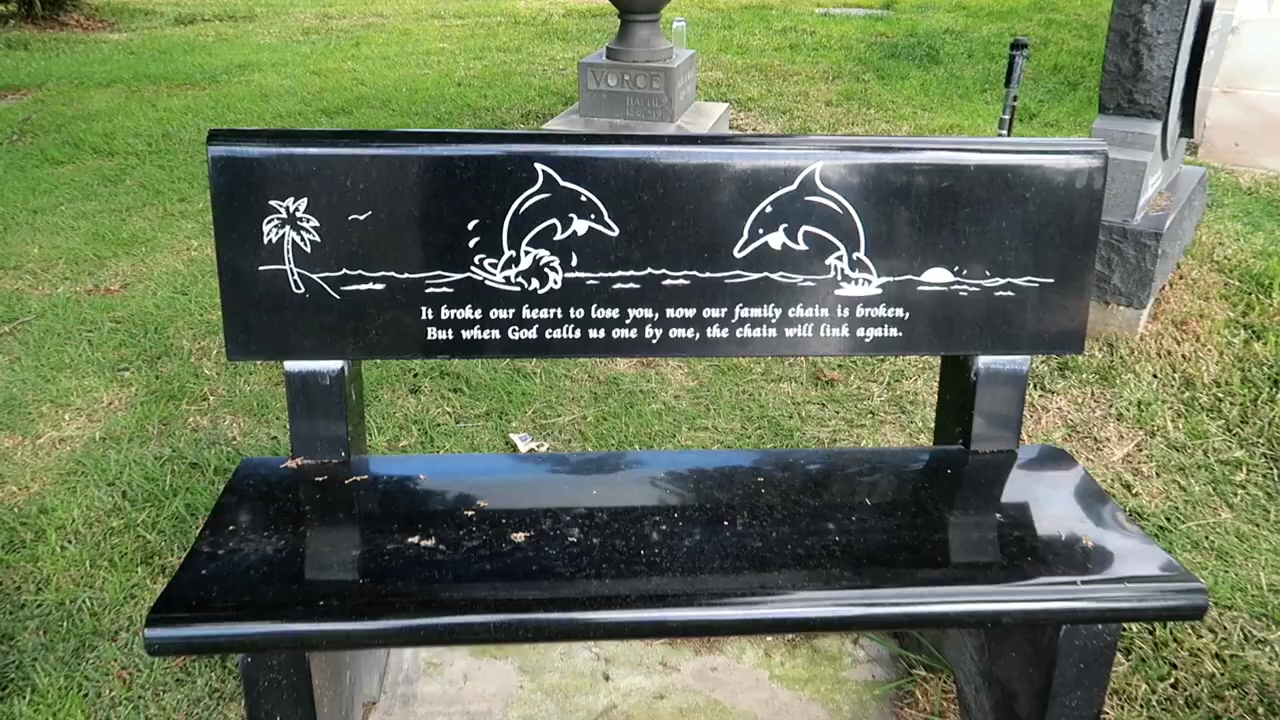 VORCE
It broke our heart to lose you, now our family chain is broken,
But when God calls us one by one, the chain will link again.